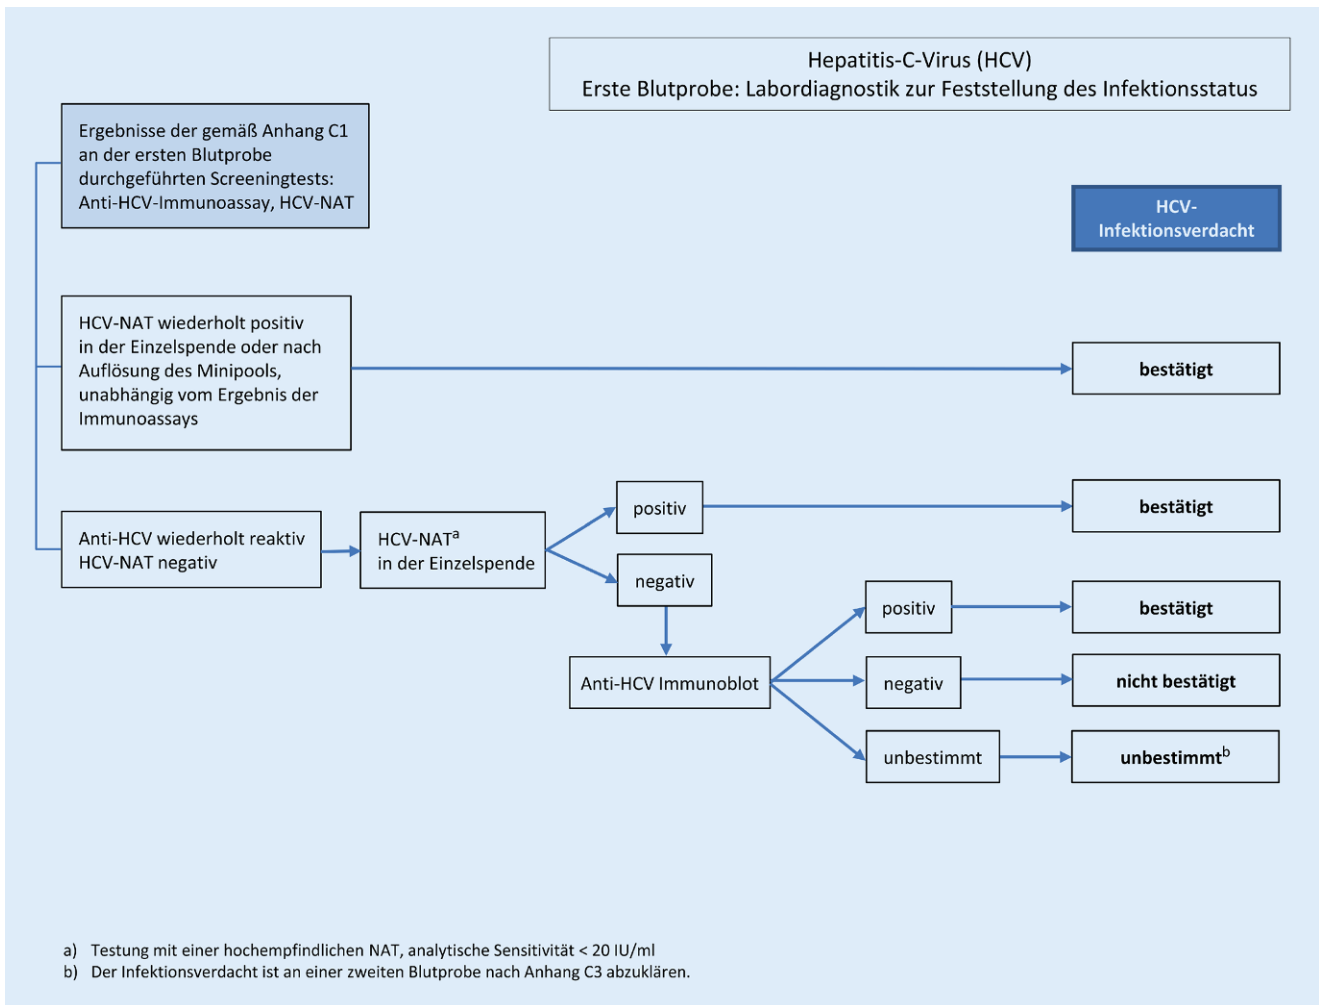 Hepatitis-C-Virus (HCV)
Erste Blutprobe: Labordiagnostik zur Feststellung des Infektionsstatus
Ergebnisse der gemäß Anhang C1
an der ersten Blutprobe
durchgeführten Screeningtests:
Anti-HCV-Immunoassay, HCV-NAT
HCV-
Infektionsverdacht
HCV-NAT wiederholt positiv
in der Einzelspende oder nach
Auflösung des Minipools,
unabhängig vom Ergebnis der
Immunoassays
bestätigt
Anti-HCV wiederholt reaktiv
HCV-NAT negativ
HCV-NATᵃ
in der Einzelspende
positiv
bestätigt
negativ
Anti-HCV Immunoblot
positiv
bestätigt
negativ
nicht bestätigt
unbestimmt
unbestimmtᵇ
a) Testung mit einer hochempfindlichen NAT, analytische Sensitivität < 20 IU/ml
b) Der Infektionsverdacht ist an einer zweiten Blutprobe nach Anhang C3 abzuklären.